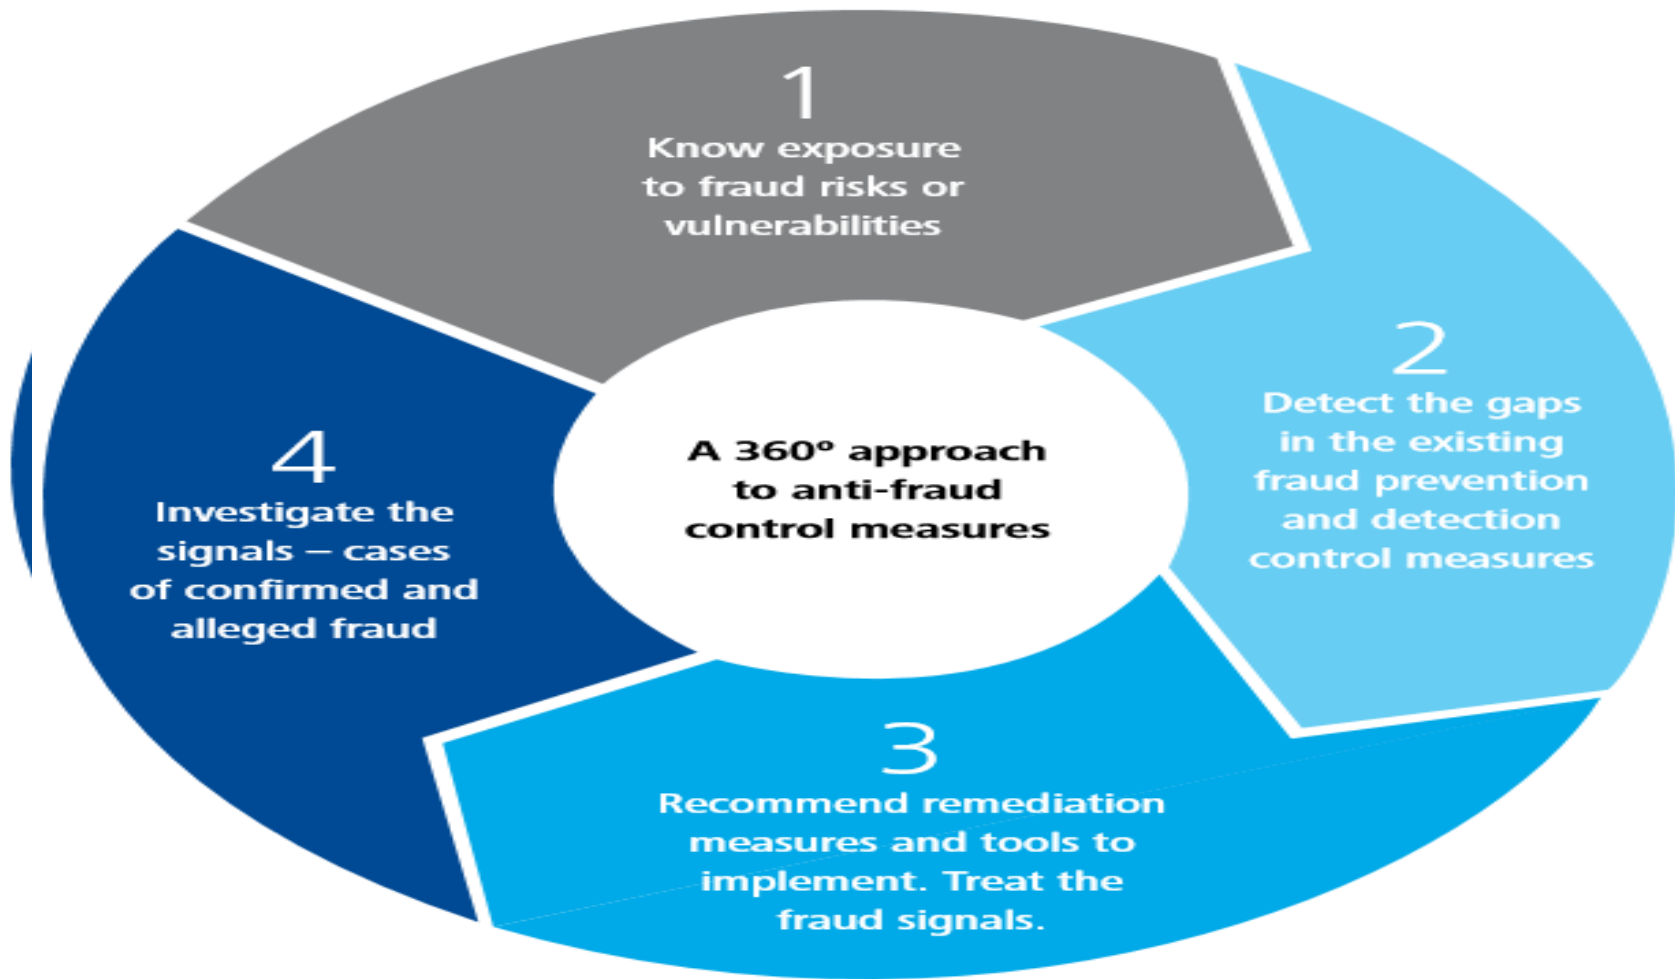 1
Know exposure
to fraud risks or
vulnerabilities
2
Detect the gaps
in the existing
fraud prevention
and detection
control measures
3
Recommend remediation
measures and tools to
implement. Treat the
fraud signals.
4
Investigate the
signals – cases
of confirmed and
alleged fraud
A 360º approach
to anti-fraud
control measures